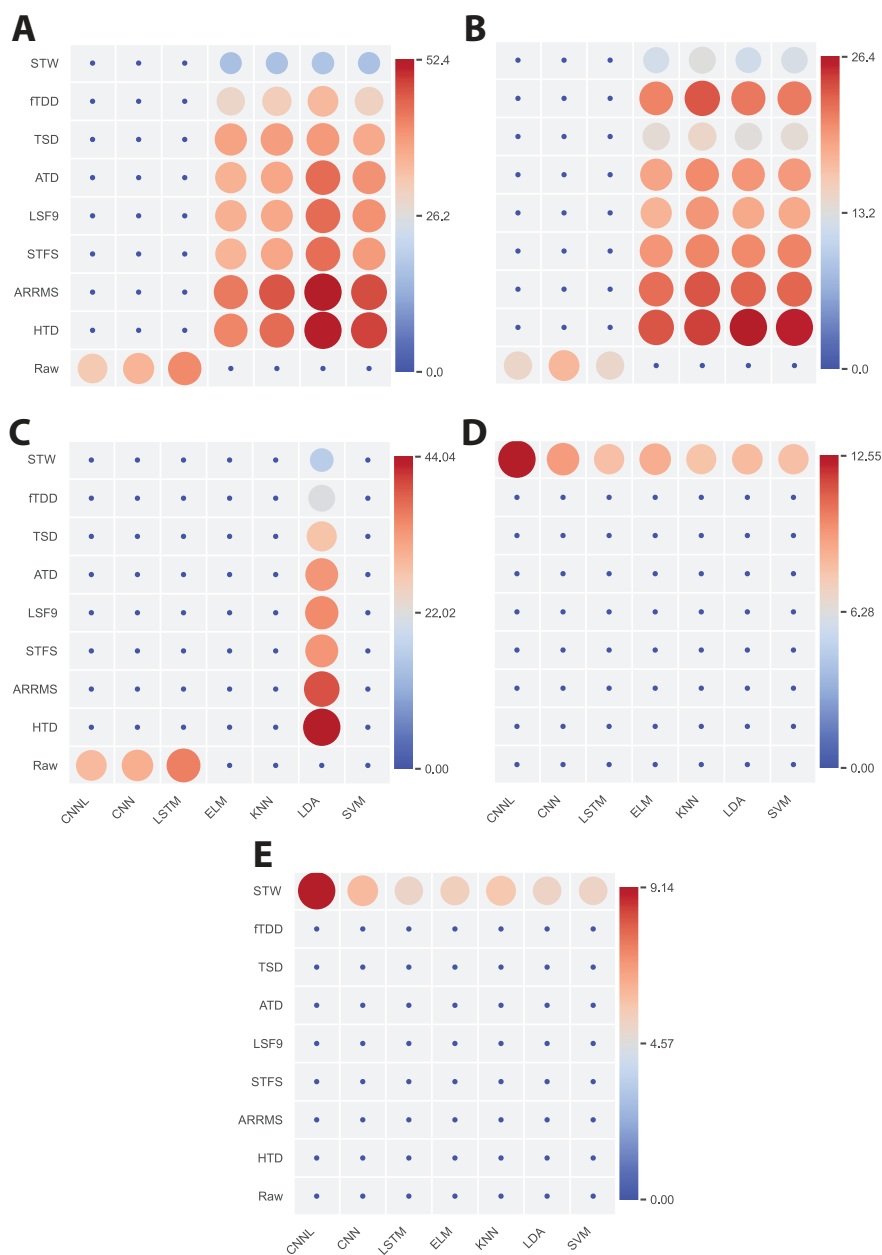 A
STW
fTDD
TSD
ATD
LSF9
STFS
ARRMS
HTD
Raw
52.4
26,2
0.0
B
26.4
13.2
0.0
C
STW
fTDD
TSD
ATD
LSF9
STFS
ARRMS
HTD
Raw
CNNL
CNN
LSTM
ELM
KNN
LDA
SVM
44.04
22.02
0.00
D
CNNL
CNN
LSTM
ELM
KNN
LDA
SVM
12.55
6.28
0.00
E
STW
fTDD
TSD
ATD
LSF9
STFS
ARRMS
HTD
Raw
CNNL
CNN
LSTM
ELM
KNN
LDA
SVM
9.14
4.57
0.00